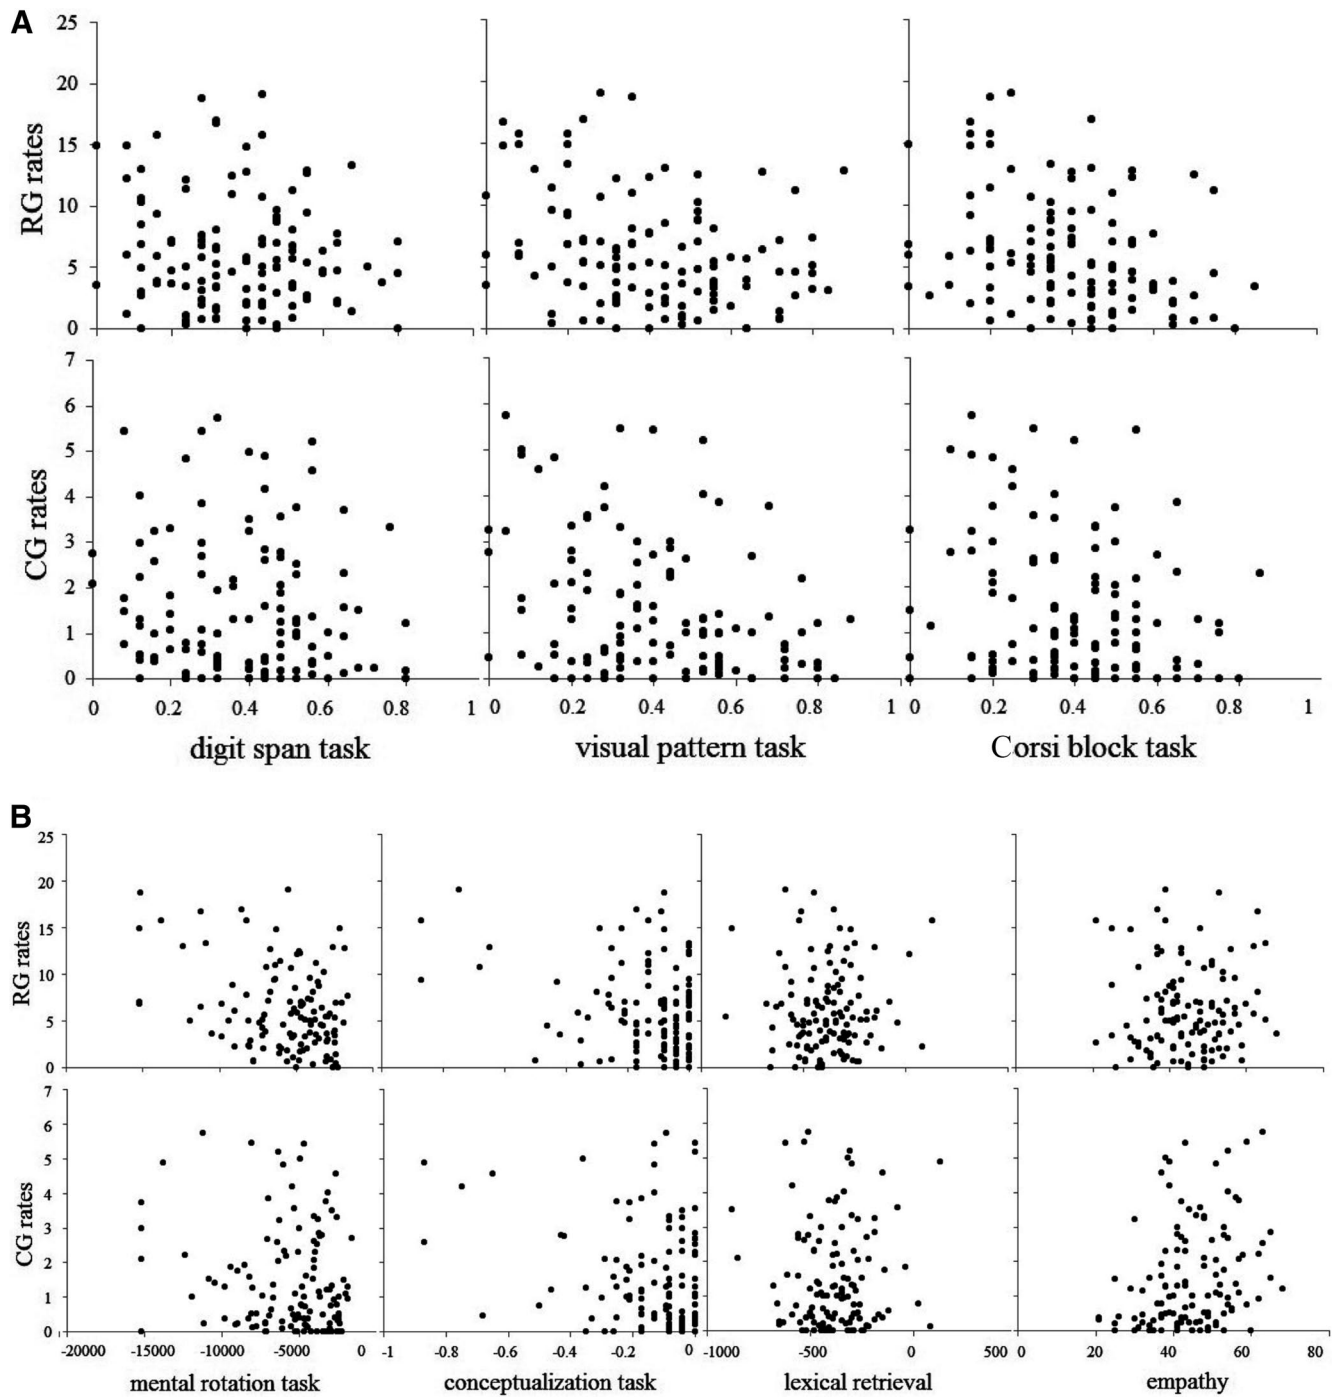 A
25
20
15
10
5
0
RG rates
7
6
5
4
3
2
1
0
CG rates
0 0.2 0.4 0.6 0.8 1 0 0.2 0.4 0.6 0.8 1 0 0.2 0.4 0.6 0.8 1
digit span task visual pattern task Corsi block task
B
25
20
15
10
5
0
RG rates
7
6
5
4
3
2
1
0
CG rates
-20000 -15000 -10000 -5000 0 -1 -0.8 -0.6 -0.4 -0.2 0 -1000 -500 0 500 0 20 40 60 80
mental rotation task conceptualization task lexical retrieval empathy